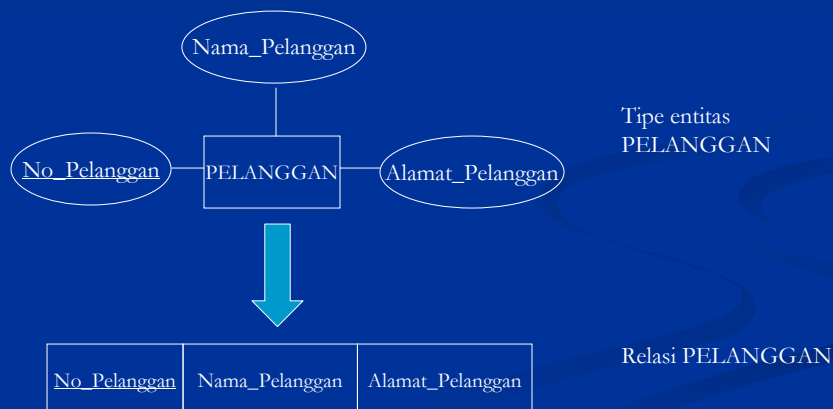 Nama_Pelanggan
Tipe entitas
PELANGGAN
No_Pelanggan
PELANGGAN
Alamat_Pelanggan
Relasi PELANGGAN
No_Pelanggan
Nama_Pelanggan
Alamat_Pelanggan